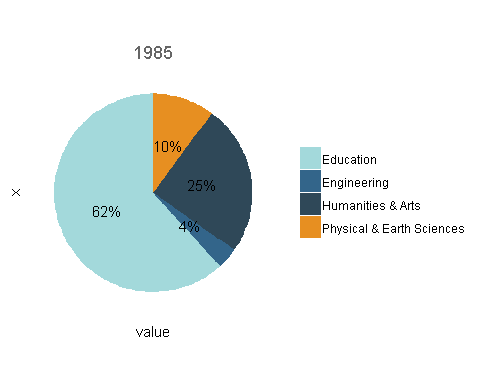 1985
10%
25%
62%
4%
x
value
Education
Engineering
Humanities & Arts
Physical & Earth Sciences